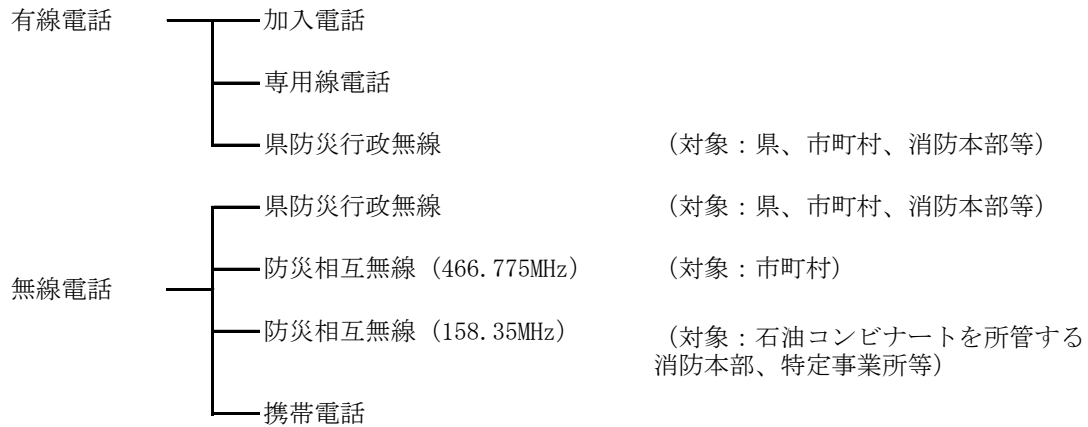 有線電話 加入電話
専用線電話
県防災行政無線 （対象：県、市町村、消防本部等）
県防災行政無線 （対象：県、市町村、消防本部等）
防災相互無線（466.775MHz） （対象：市町村）
無線電話
防災相互無線（158.35MHz） （対象：石油コンビナートを所管する
消防本部、特定事業所等）
携帯電話